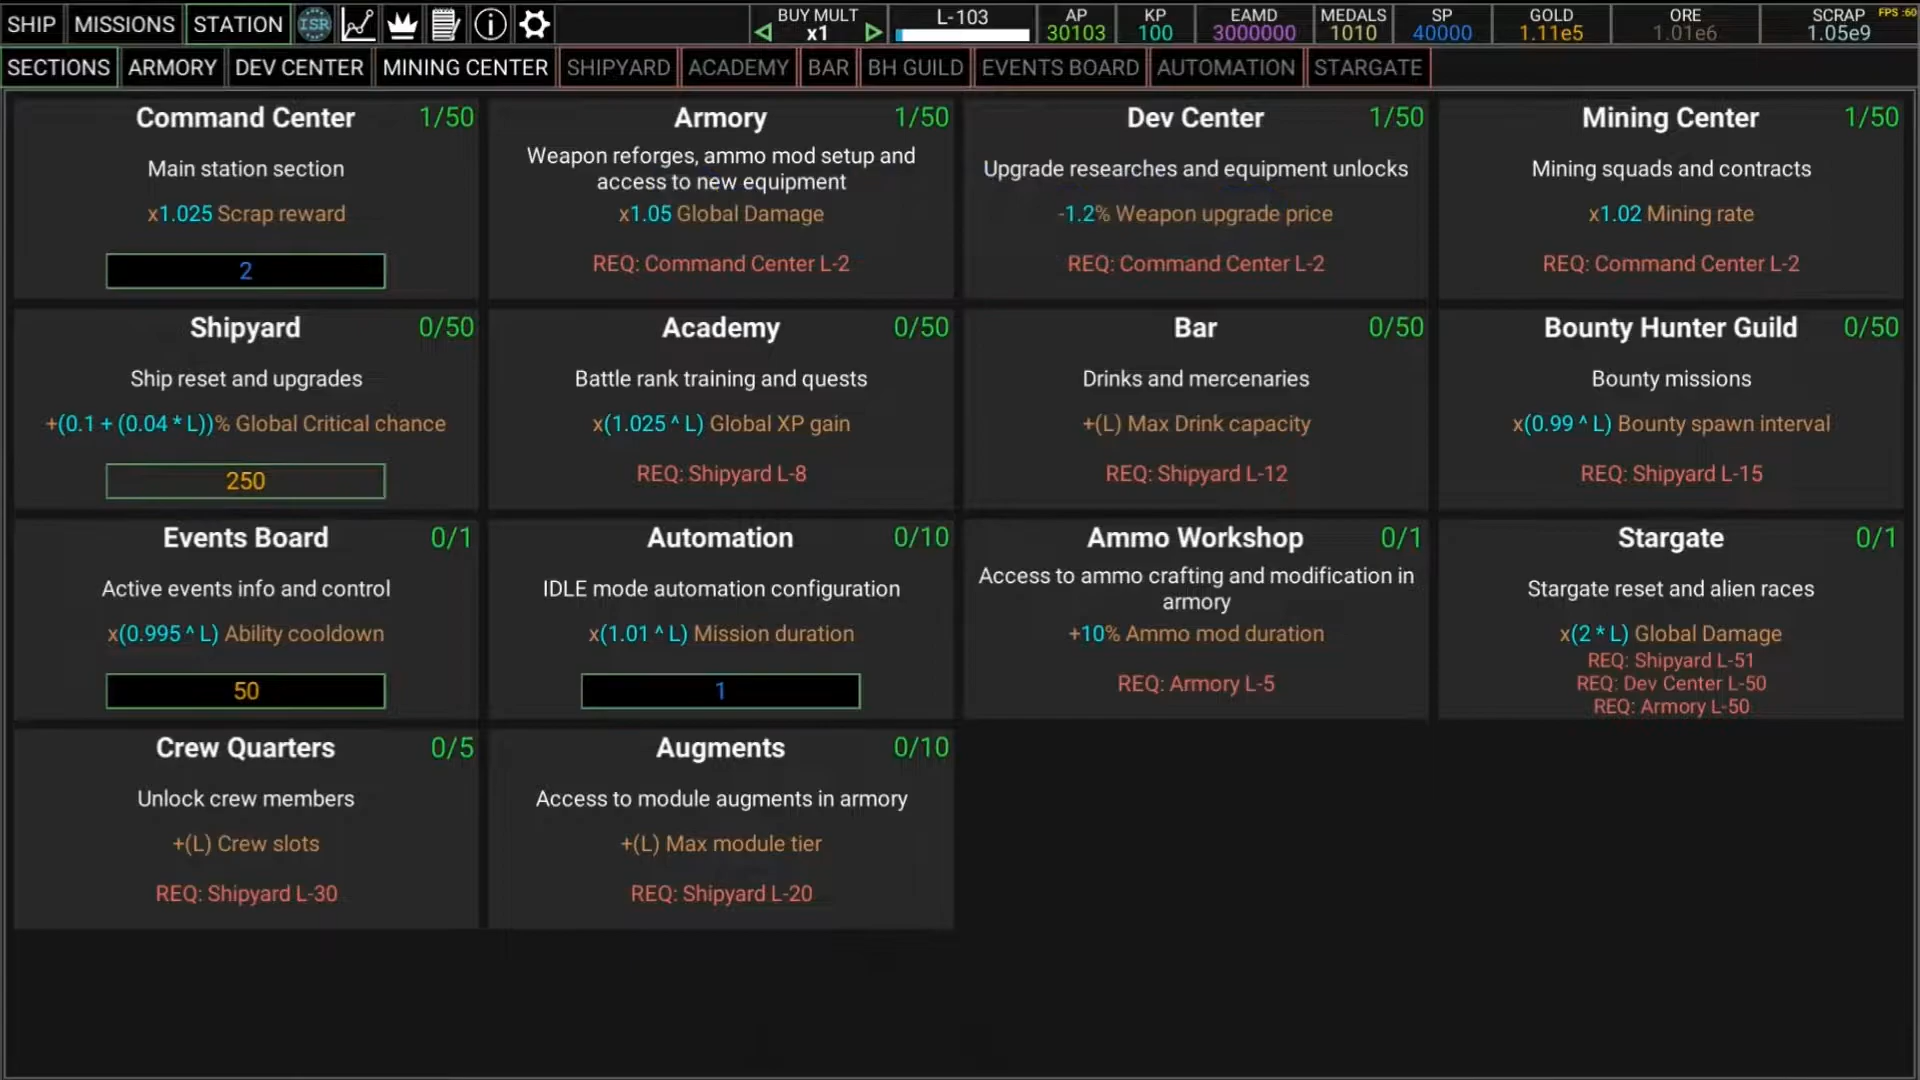 SHIP MISSIONS STATION ISR BUY MULT L-103 AP KP EAMD MEDALS SP GOLD ORE SCRAP FPS :60
x1 30103 100 3000000 1010 40000 1.11e5 1.01e6 1.05e9
SECTIONS ARMORY DEV CENTER MINING CENTER SHIPYARD ACADEMY BAR BH GUILD EVENTS BOARD AUTOMATION STARGATE
Command Center 1/50
Main station section
x1.025 Scrap reward
2
Armory 1/50
Weapon reforges, ammo mod setup and
access to new equipment
x1.05 Global Damage
REQ: Command Center L-2
Dev Center 1/50
Upgrade researches and equipment unlocks
-1.2% Weapon upgrade price
REQ: Command Center L-2
Mining Center 1/50
Mining squads and contracts
x1.02 Mining rate
REQ: Command Center L-2
Shipyard 0/50
Ship reset and upgrades
+(0.1 + (0.04 * L))% Global Critical chance
250
Academy 0/50
Battle rank training and quests
x(1.025 ^ L) Global XP gain
REQ: Shipyard L-8
Bar 0/50
Drinks and mercenaries
+(L) Max Drink capacity
REQ: Shipyard L-12
Bounty Hunter Guild 0/50
Bounty missions
x(0.99 ^ L) Bounty spawn interval
REQ: Shipyard L-15
Events Board 0/1
Active events info and control
x(0.995 ^ L) Ability cooldown
50
Automation 0/10
IDLE mode automation configuration
x(1.01 ^ L) Mission duration
1
Ammo Workshop 0/1
Access to ammo crafting and modification in
armory
+10% Ammo mod duration
REQ: Armory L-5
Stargate 0/1
Stargate reset and alien races
x(2 * L) Global Damage
REQ: Shipyard L-51
REQ: Dev Center L-50
REQ: Armory L-50
Crew Quarters 0/5
Unlock crew members
+(L) Crew slots
REQ: Shipyard L-30
Augments 0/10
Access to module augments in armory
+(L) Max module tier
REQ: Shipyard L-20